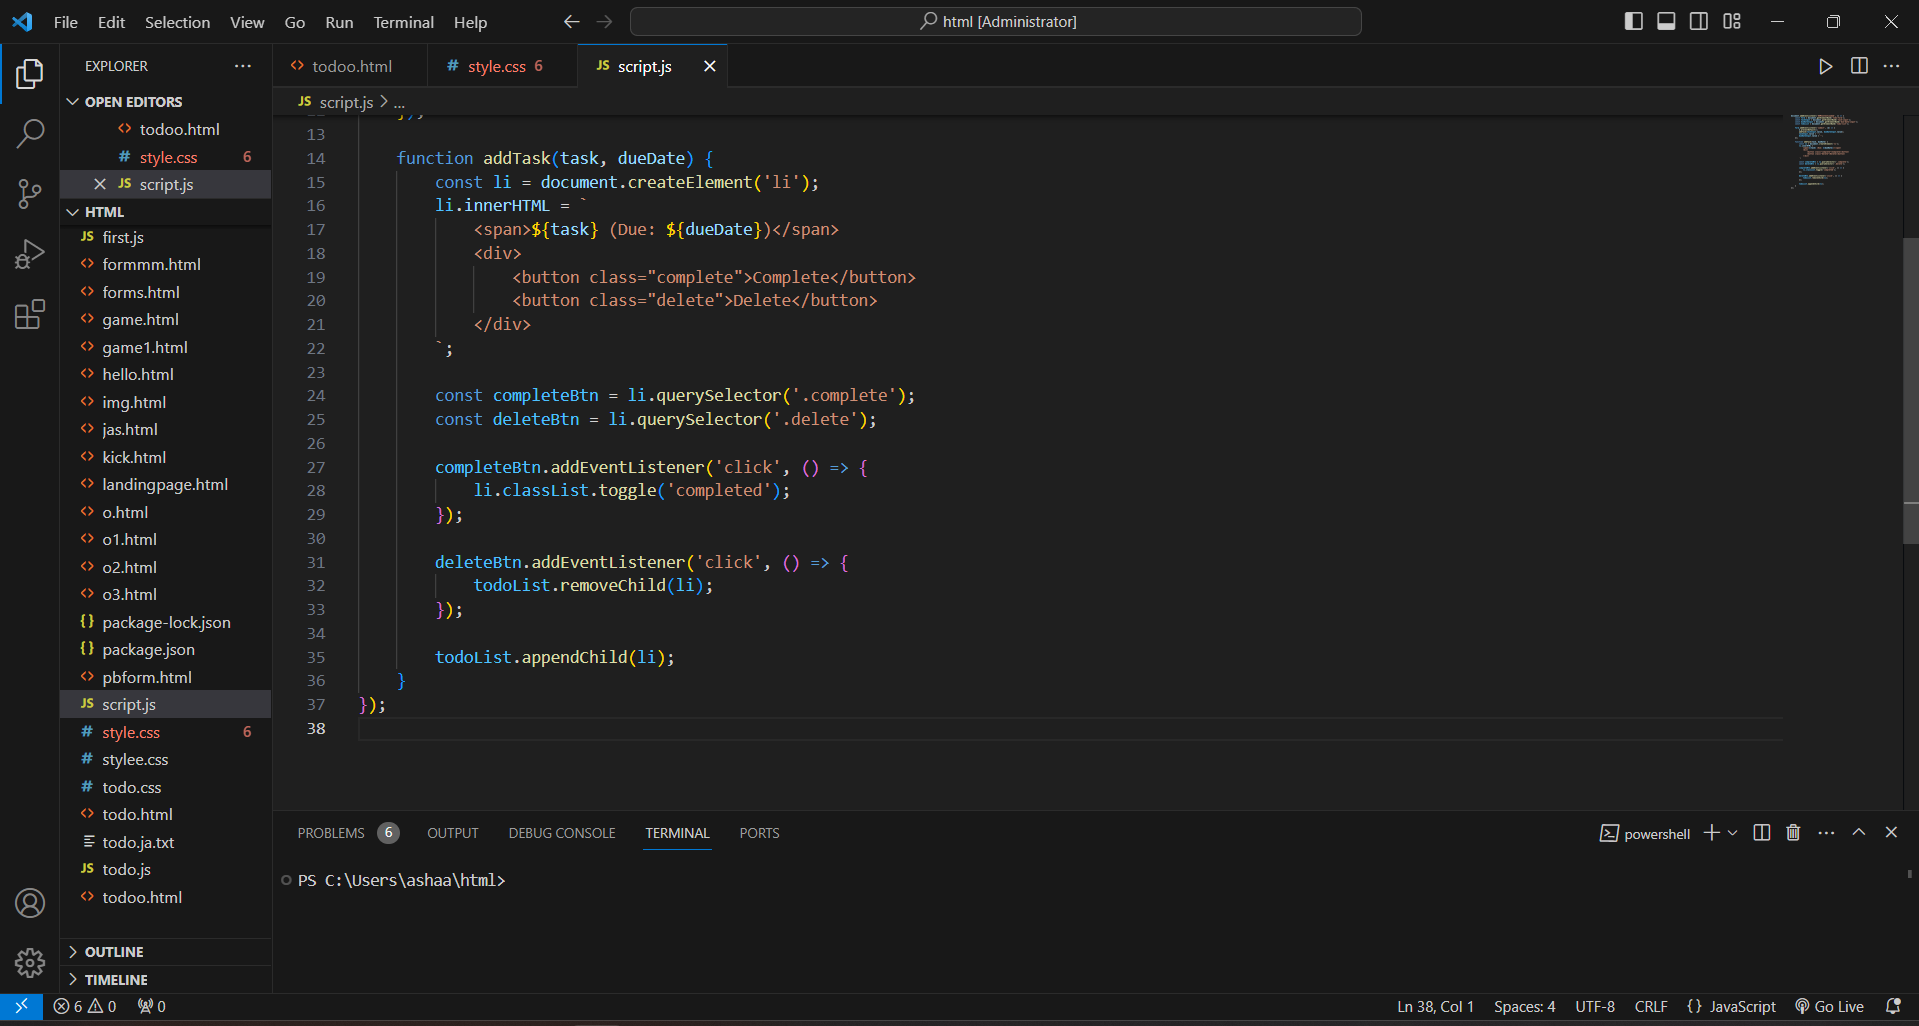 File Edit Selection View Go Run Terminal Help
html [Administrator]
EXPLORER
OPEN EDITORS
todoo.html
style.css 6
JS script.js
HTML
JS first.js
formmm.html
forms.html
game.html
game1.html
hello.html
img.html
jas.html
kick.html
landingpage.html
o.html
o1.html
o2.html
o3.html
{} package-lock.json
{} package.json
pbform.html
JS script.js
# style.css 6
# stylee.css
# todo.css
todo.html
todo.ja.txt
JS todo.js
todoo.html
OUTLINE
TIMELINE
todoo.html
# style.css 6
JS script.js
JS script.js > ...
13
14 function addTask(task, dueDate) {
15 const li = document.createElement('li');
16 li.innerHTML = `
17 <span>${task} (Due: ${dueDate})</span>
18 <div>
19 <button class="complete">Complete</button>
20 <button class="delete">Delete</button>
21 </div>
22 `;
23
24 const completeBtn = li.querySelector('.complete');
25 const deleteBtn = li.querySelector('.delete');
26
27 completeBtn.addEventListener('click', () => {
28 li.classList.toggle('completed');
29 });
30
31 deleteBtn.addEventListener('click', () => {
32 todoList.removeChild(li);
33 });
34
35 todoList.appendChild(li);
36 }
37 });
38
PROBLEMS 6 OUTPUT DEBUG CONSOLE TERMINAL PORTS
powershell
PS C:\Users\ashaa\html>
6 0 0
Ln 38, Col 1 Spaces: 4 UTF-8 CRLF {} JavaScript Go Live